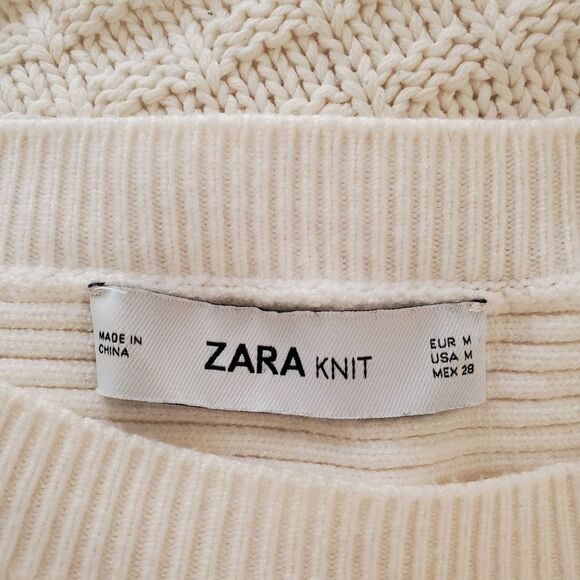 MADE IN
CHINA
ZARA KNIT
EUR M
USA M
MEX 28